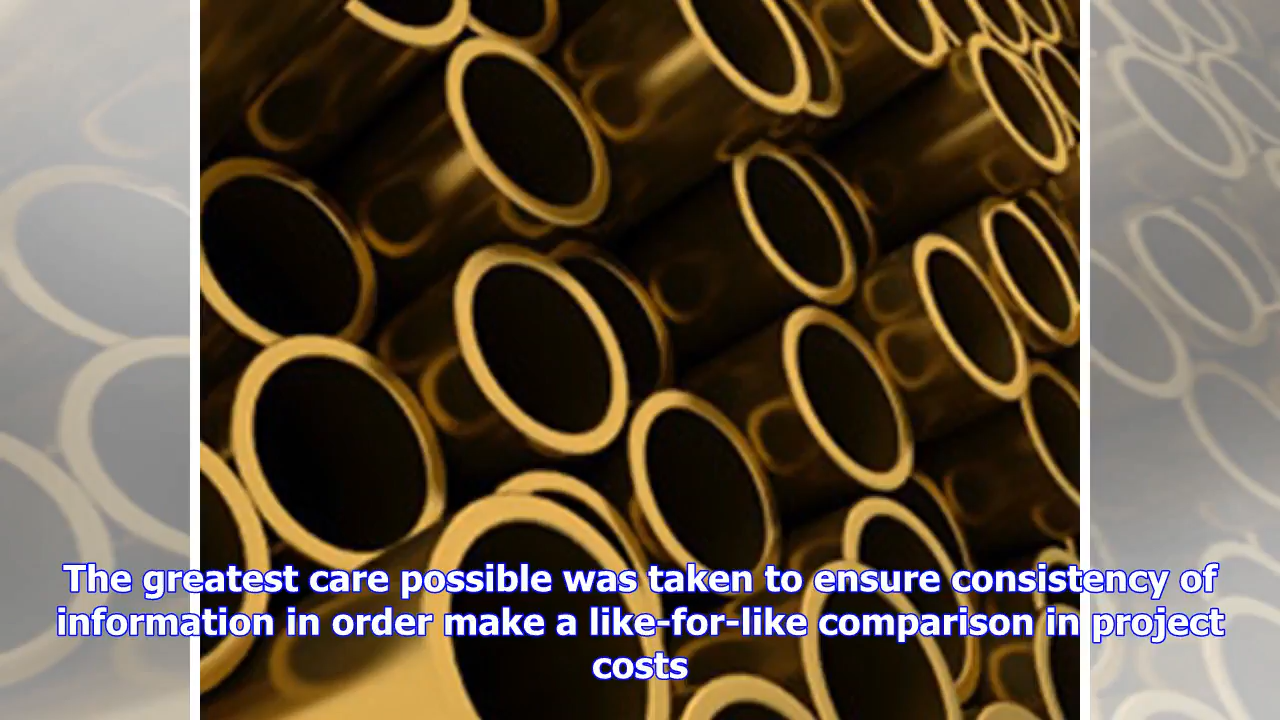 The greatest care possible was taken to ensure consistency of
information in order make a like-for-like comparison in project
costs